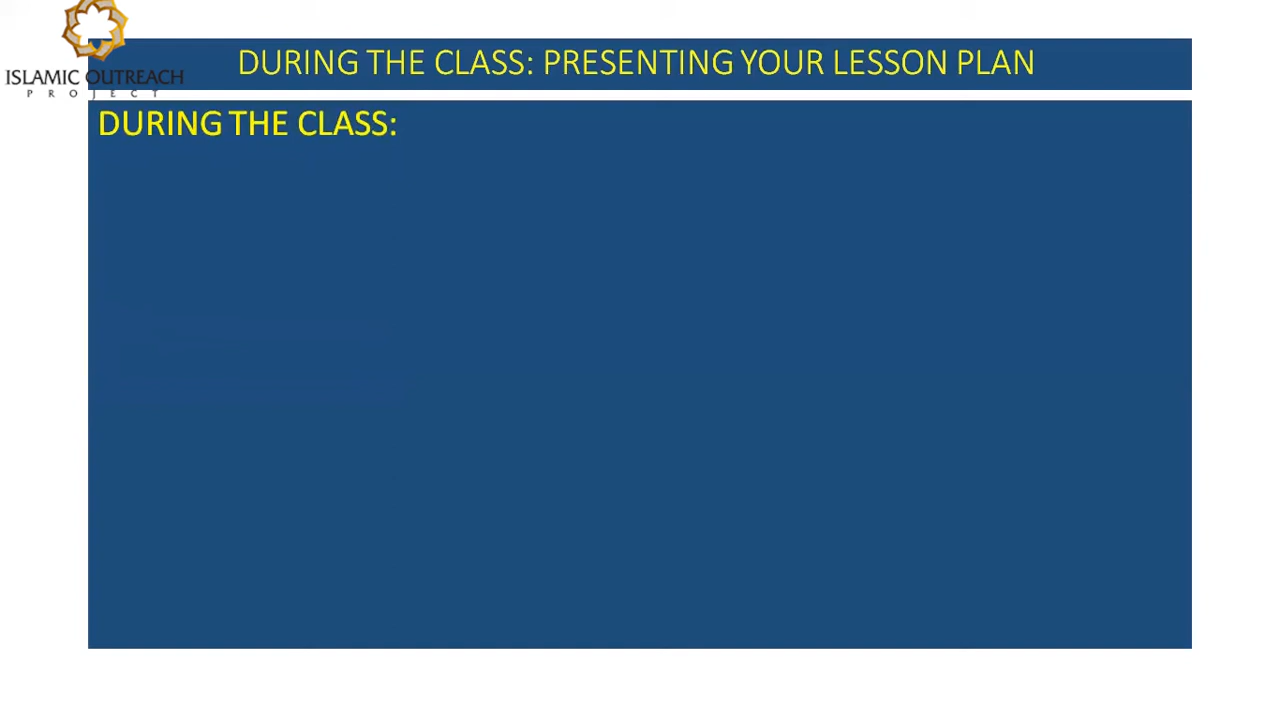 ISLAMIC OUTREACH
PROJECT
DURING THE CLASS: PRESENTING YOUR LESSON PLAN
DURING THE CLASS: